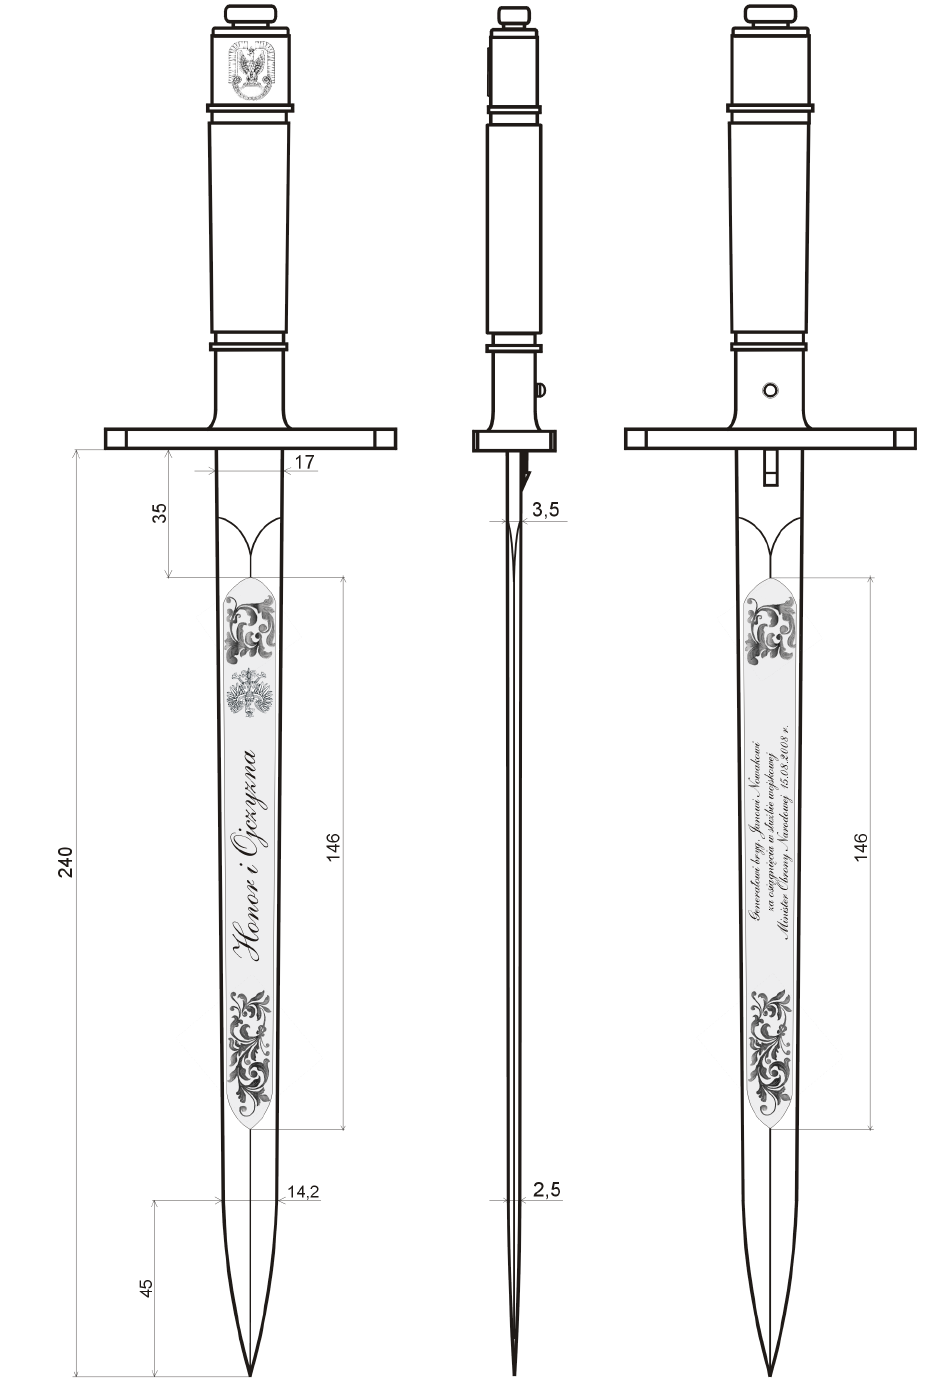 17
35
3,5
Honor i Ojczyzna
240
146
Generałowi bryg. Janowi Nowakowi
za osiągnięcia w służbie wojskowej
Minister Obrony Narodowej 15.08.2008 r.
146
14,2
2,5
45